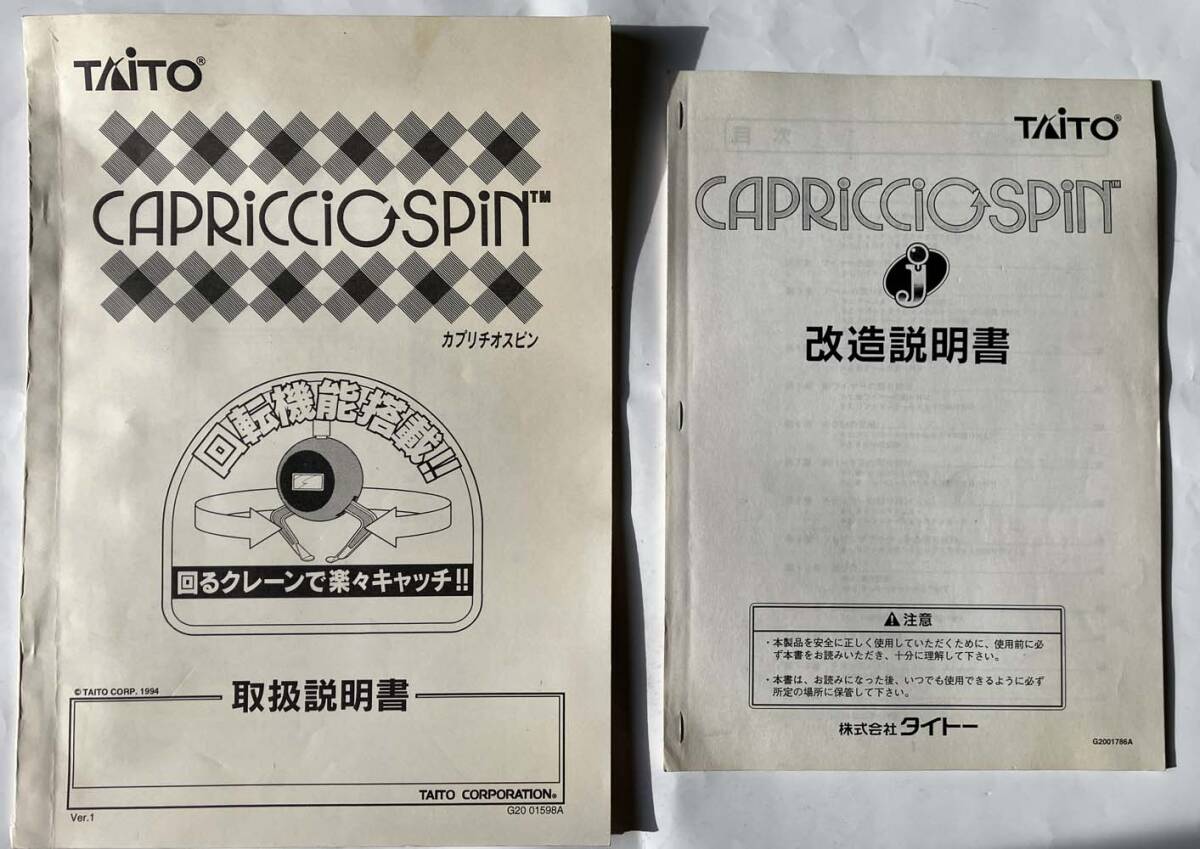 TAiTO®
CAPRiCCiOSPiN™
カプリチオスピン
回転機能搭載!!
回るクレーンで楽々キャッチ!!
© TAITO CORP. 1994
取扱説明書
TAITO CORPORATION®
Ver.1
G20 01598A
目次
TAiTO®
CAPRiCCiOSPiN™
j
改造説明書
⚠注意
・本製品を安全に正しく使用していただくために、使用前に必
ず本書をお読みいただき、十分に理解して下さい。
・本書は、お読みになった後、いつでも使用できるように必ず
所定の場所に保管して下さい。
株式会社タイトー
G2001786A